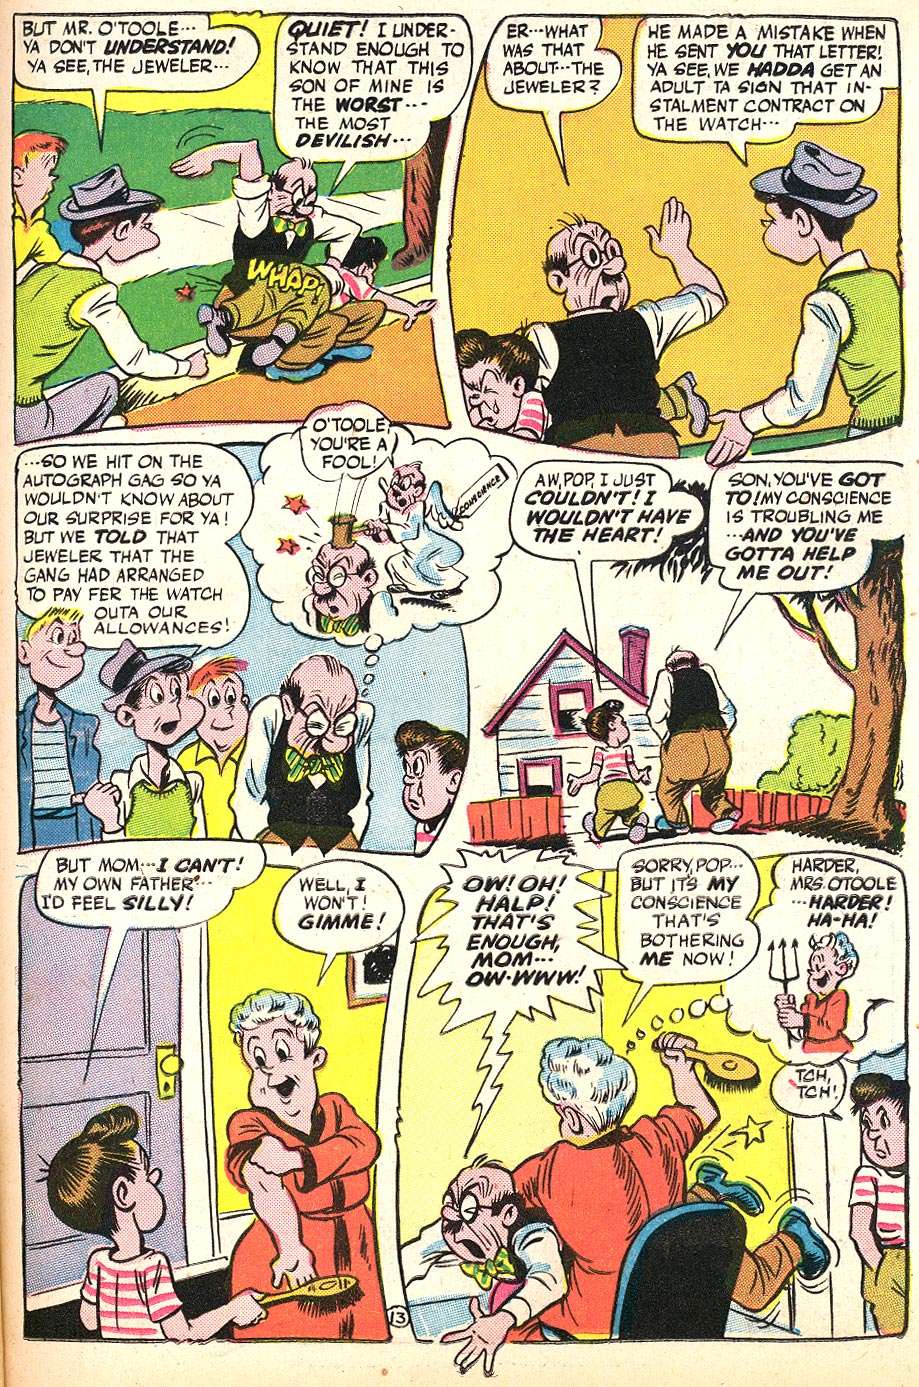 BUT MR. O'TOOLE---
YA DON'T UNDERSTAND!
YA SEE, THE JEWELER---
QUIET! I UNDER-
STAND ENOUGH TO
KNOW THAT THIS
SON OF MINE IS
THE WORST---
THE MOST
DEVILISH---
WHAP!
ER---WHAT
WAS THAT
ABOUT---THE
JEWELER?
HE MADE A MISTAKE WHEN
HE SENT YOU THAT LETTER!
YA SEE, WE HADDA GET AN
ADULT TA SIGN THAT IN-
STALMENT CONTRACT ON
THE WATCH---
---SO WE HIT ON THE
AUTOGRAPH GAG SO YA
WOULDN'T KNOW ABOUT
OUR SURPRISE FOR YA!
BUT WE TOLD THAT
JEWELER THAT THE
GANG HAD ARRANGED
TO PAY FER THE WATCH
OUTA OUR
ALLOWANCES!
O'TOOLE,
YOU'RE A
FOOL!
CONSCIENCE
AW, POP, I JUST
COULDN'T! I
WOULDN'T HAVE
THE HEART!
SON, YOU'VE GOT
TO! MY CONSCIENCE
IS TROUBLING ME
---AND YOU'VE
GOTTA HELP
ME OUT!
BUT MOM---I CAN'T!
MY OWN FATHER---
I'D FEEL SILLY!
WELL, I
WON'T!
GIMME!
OW! OH!
HALP!
THAT'S
ENOUGH,
MOM---
OW-WWW!
SORRY, POP---
BUT IT'S MY
CONSCIENCE
THAT'S
BOTHERING
ME NOW!
HARDER,
MRS. O'TOOLE
---HARDER!
HA-HA!
TCH,
TCH!
13